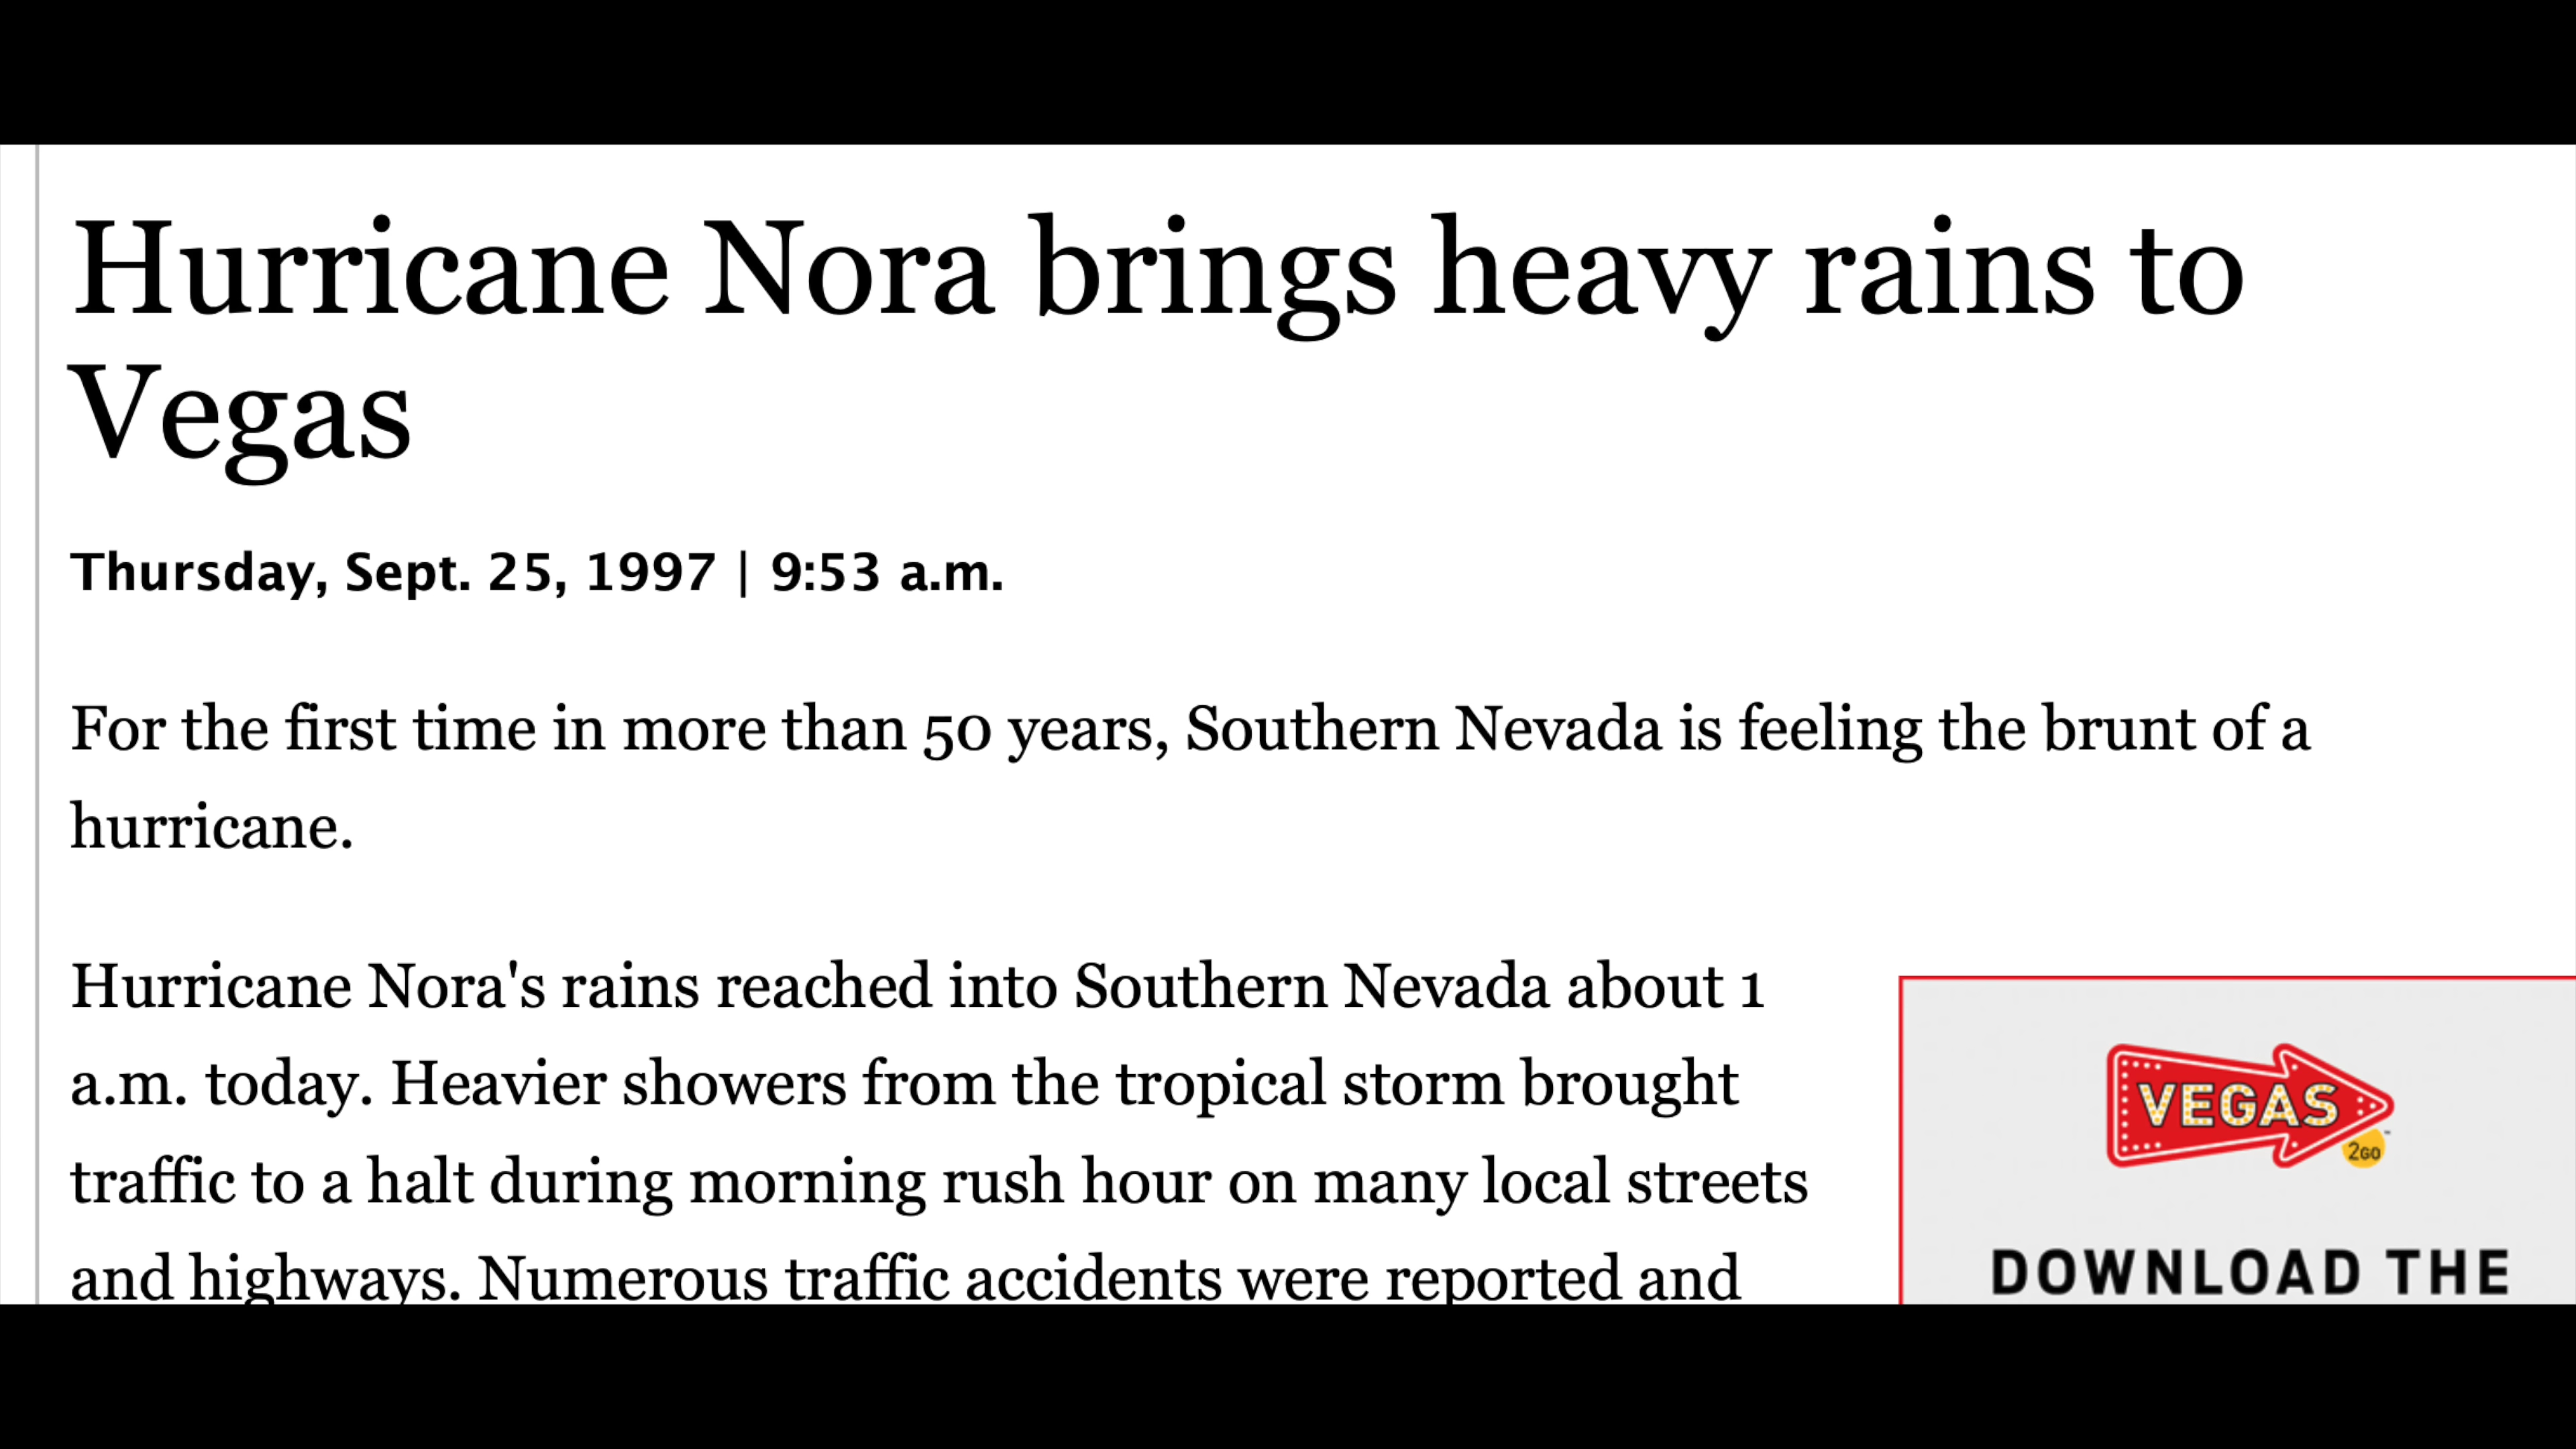 Hurricane Nora brings heavy rains to
Vegas
Thursday, Sept. 25, 1997 | 9:53 a.m.
For the first time in more than 50 years, Southern Nevada is feeling the brunt of a
hurricane.
Hurricane Nora's rains reached into Southern Nevada about 1
a.m. today. Heavier showers from the tropical storm brought
traffic to a halt during morning rush hour on many local streets
and highways. Numerous traffic accidents were reported and
VEGAS
2GO
DOWNLOAD THE